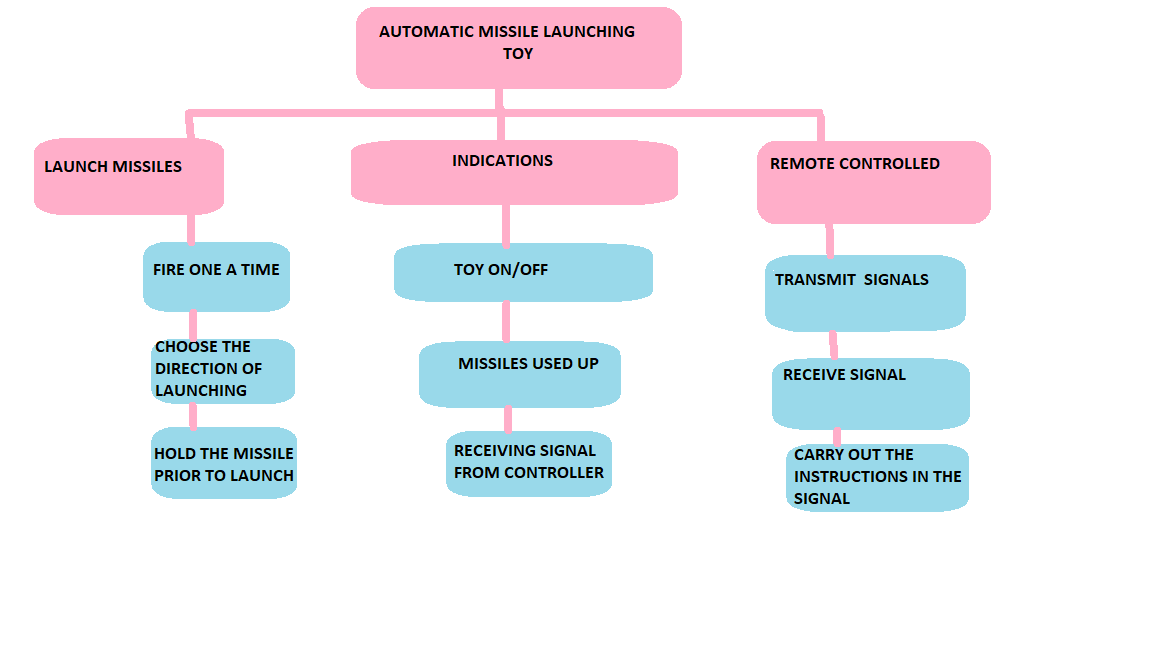 AUTOMATIC MISSILE LAUNCHING
TOY
LAUNCH MISSILES
INDICATIONS
REMOTE CONTROLLED
FIRE ONE A TIME
TOY ON/OFF
TRANSMIT  SIGNALS
CHOOSE THE
DIRECTION OF
LAUNCHING
MISSILES USED UP
RECEIVE SIGNAL
HOLD THE MISSILE
PRIOR TO LAUNCH
RECEIVING SIGNAL
FROM CONTROLLER
CARRY OUT THE
INSTRUCTIONS IN THE
SIGNAL